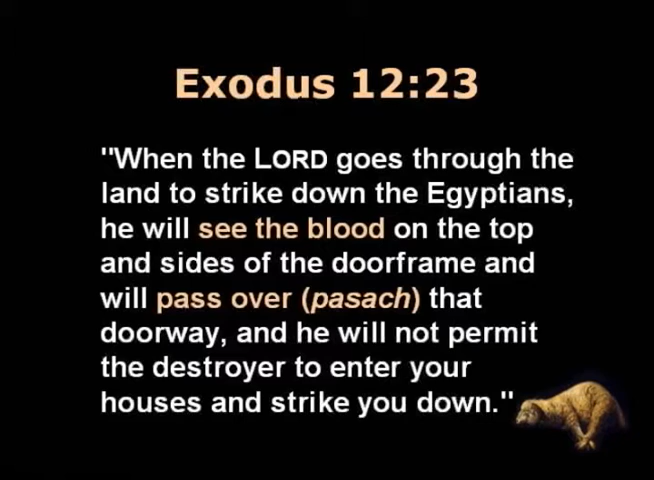 Exodus 12:23
"When the LORD goes through the
land to strike down the Egyptians,
he will see the blood on the top
and sides of the doorframe and
will pass over (pasach) that
doorway, and he will not permit
the destroyer to enter your
houses and strike you down."